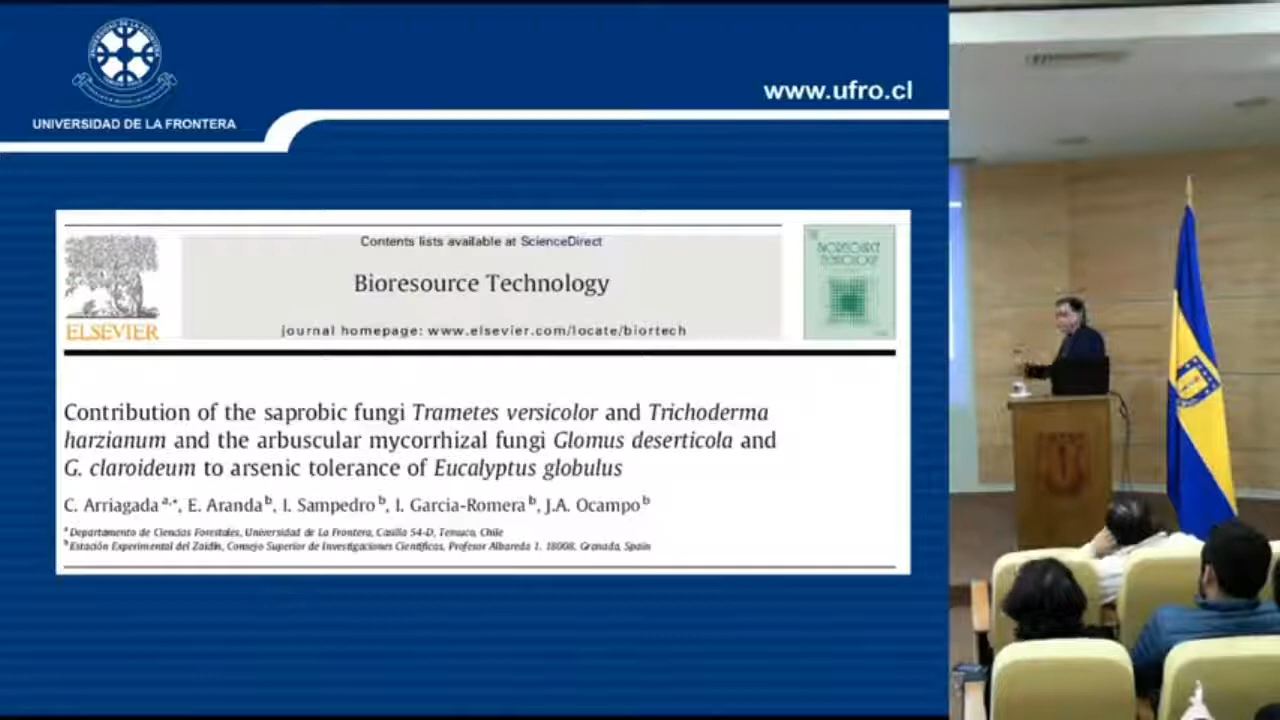 UNIVERSIDAD DE LA FRONTERA
www.ufro.cl
Contents lists available at ScienceDirect
Bioresource Technology
journal homepage: www.elsevier.com/locate/biortech
ELSEVIER
BIORESOURCE
TECHNOLOGY
Contribution of the saprobic fungi Trametes versicolor and Trichoderma
harzianum and the arbuscular mycorrhizal fungi Glomus deserticola and
G. claroideum to arsenic tolerance of Eucalyptus globulus
C. Arriagada a,*, E. Aranda b, I. Sampedro b, I. Garcia-Romera b, J.A. Ocampo b
a Departamento de Ciencias Forestales, Universidad de La Frontera, Casilla 54-D, Temuco, Chile
b Estación Experimental del Zaidín, Consejo Superior de Investigaciones Científicas, Profesor Albareda 1, 18008, Granada, Spain